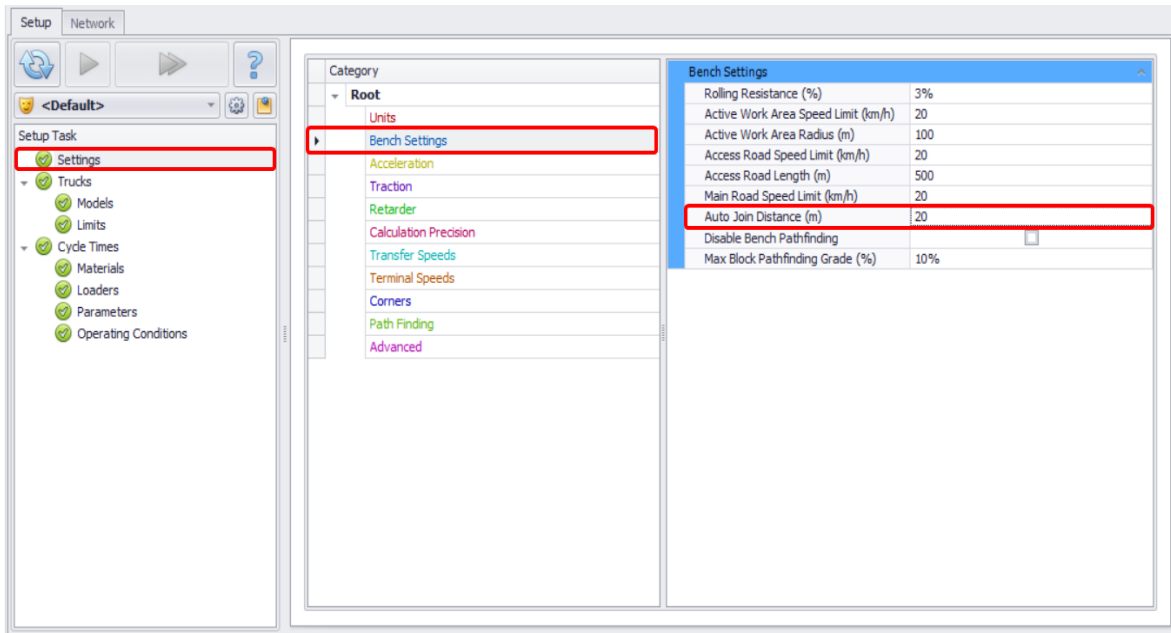 Setup Network
<Default>
Setup Task
Settings
Trucks
Models
Limits
Cycle Times
Materials
Loaders
Parameters
Operating Conditions
Category
Root
Units
Bench Settings
Acceleration
Traction
Retarder
Calculation Precision
Transfer Speeds
Terminal Speeds
Corners
Path Finding
Advanced
Bench Settings
Rolling Resistance (%) 3%
Active Work Area Speed Limit (km/h) 20
Active Work Area Radius (m) 100
Access Road Speed Limit (km/h) 20
Access Road Length (m) 500
Main Road Speed Limit (km/h) 20
Auto Join Distance (m) 20
Disable Bench Pathfinding
Max Block Pathfinding Grade (%) 10%